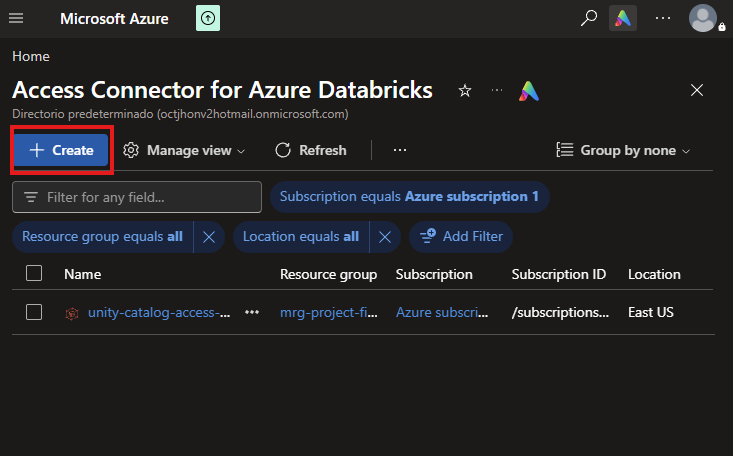 Microsoft Azure
Home
Access Connector for Azure Databricks
Directorio predeterminado (octjhonv2hotmail.onmicrosoft.com)
Create Manage view Refresh Group by none
Filter for any field... Subscription equals Azure subscription 1
Resource group equals all Location equals all Add Filter
Name Resource group Subscription Subscription ID Location
unity-catalog-access-... mrg-project-fi... Azure subscri... /subscriptions... East US